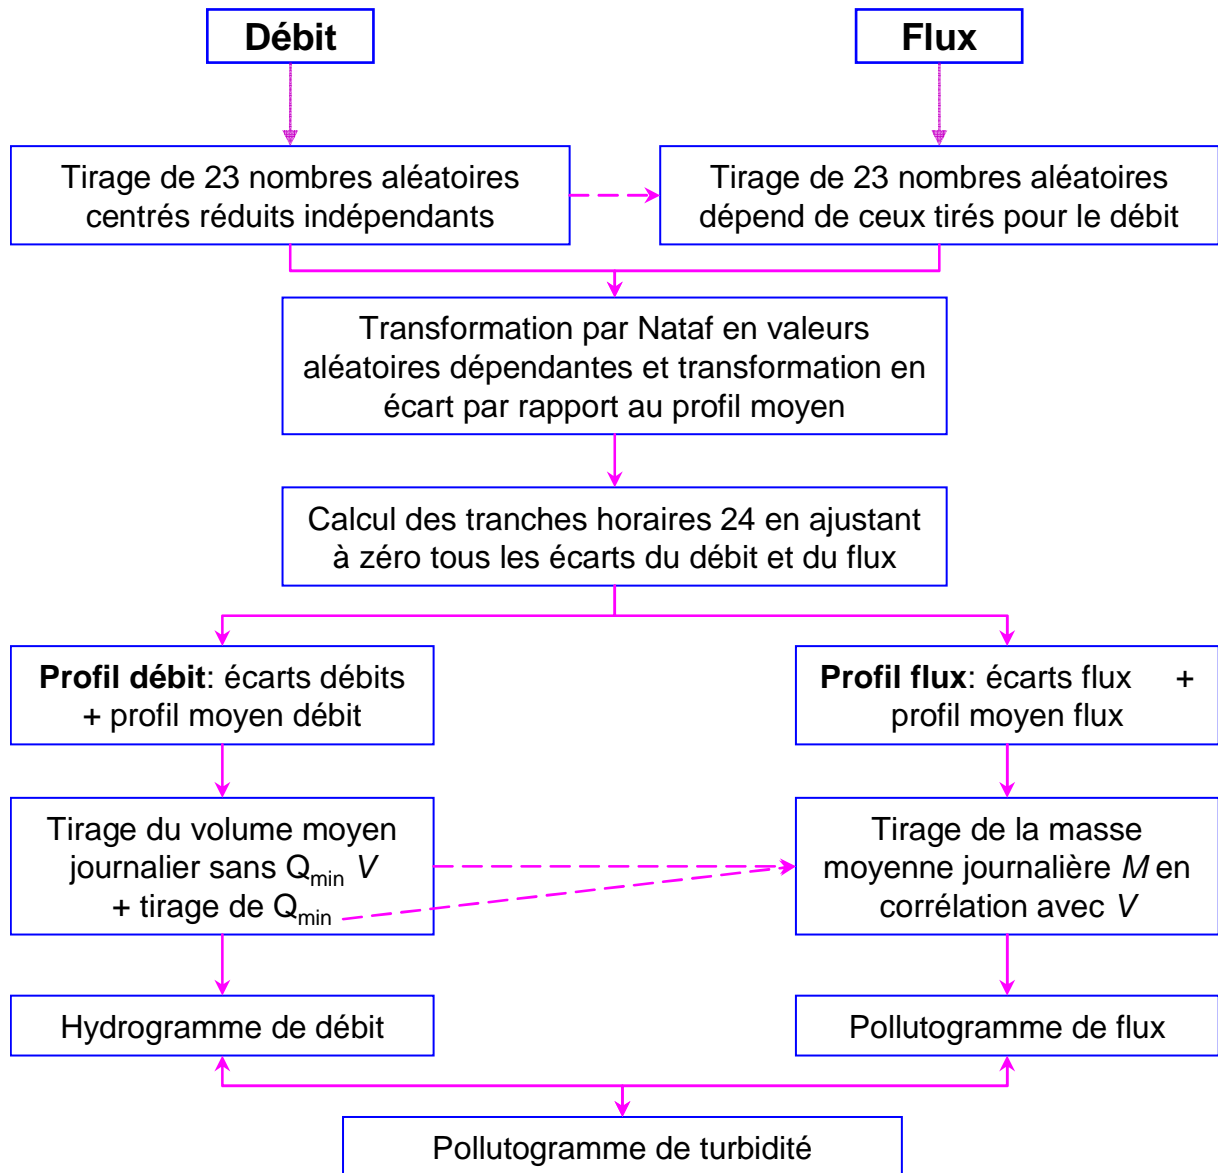 Débit
Flux
Tirage de 23 nombres aléatoires
centrés réduits indépendants
Tirage de 23 nombres aléatoires
dépend de ceux tirés pour le débit
Transformation par Nataf en valeurs
aléatoires dépendantes et transformation en
écart par rapport au profil moyen
Calcul des tranches horaires 24 en ajustant
à zéro tous les écarts du débit et du flux
Profil débit: écarts débits
+ profil moyen débit
Profil flux: écarts flux +
profil moyen flux
Tirage du volume moyen
journalier sans Qmin V
+ tirage de Qmin
Tirage de la masse
moyenne journalière M en
corrélation avec V
Hydrogramme de débit
Pollutogramme de flux
Pollutogramme de turbidité